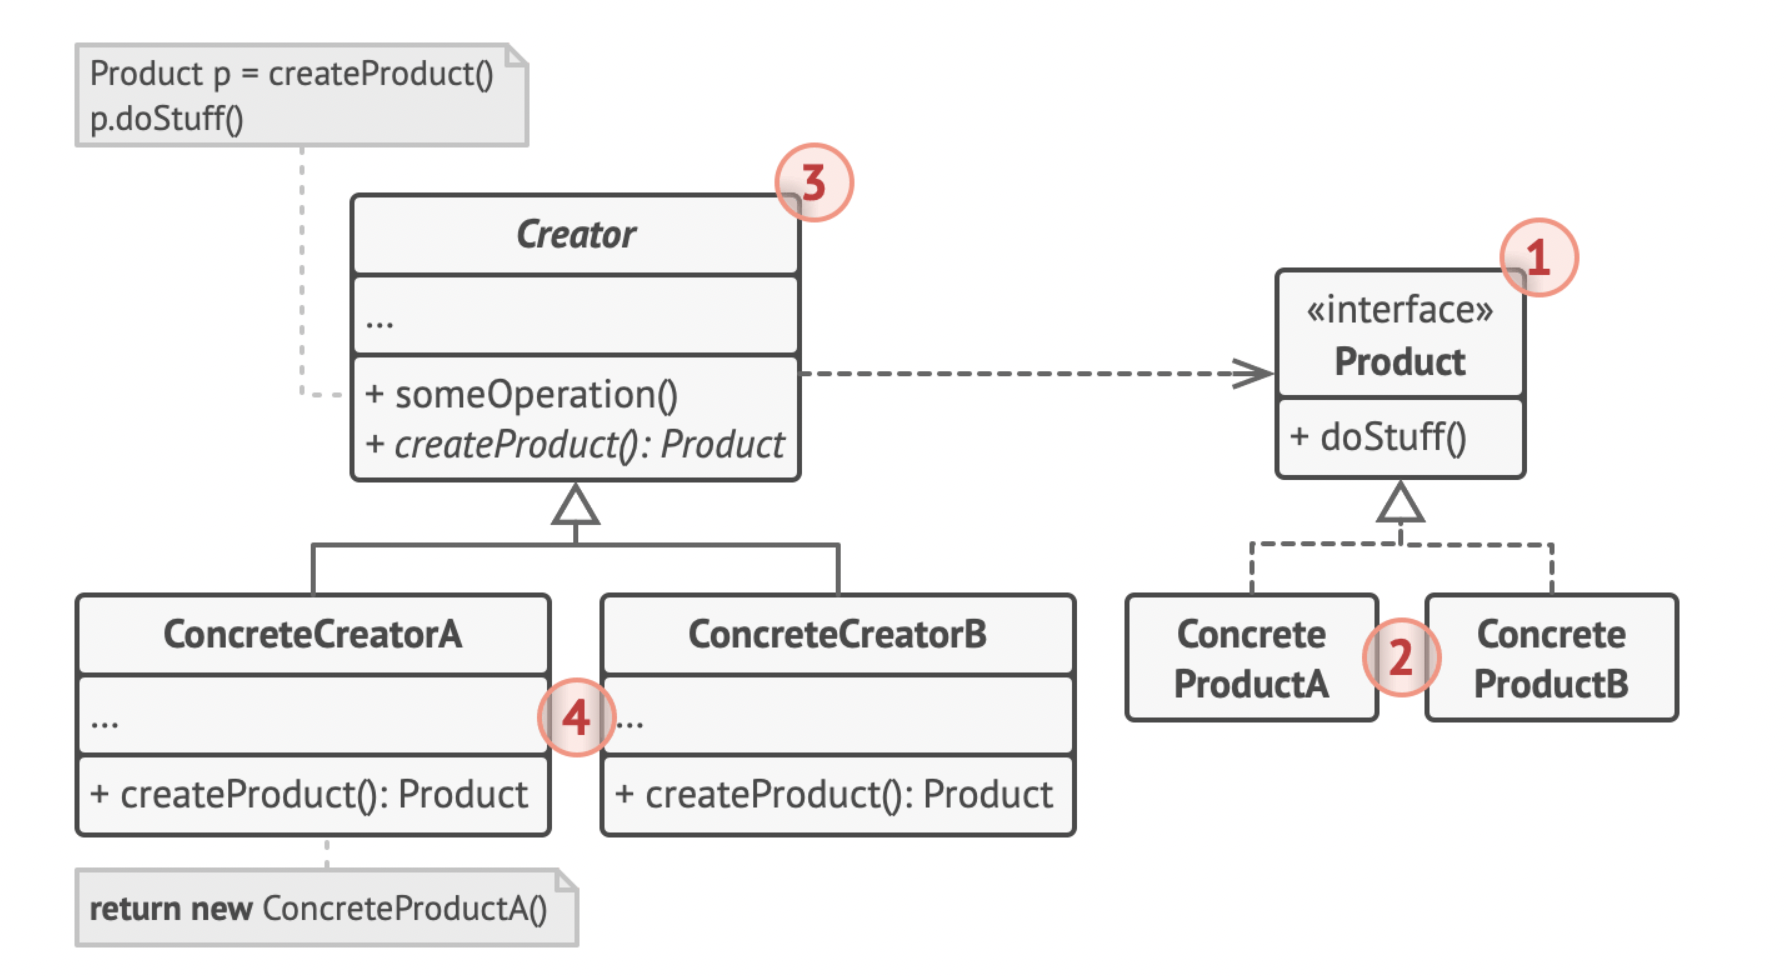 Product p = createProduct()
p.doStuff()
3
Creator
...
+ someOperation()
+ createProduct(): Product
1
«interface»
Product
+ doStuff()
ConcreteCreatorA
...
+ createProduct(): Product
4
ConcreteCreatorB
...
+ createProduct(): Product
Concrete
ProductA
2
Concrete
ProductB
return new ConcreteProductA()